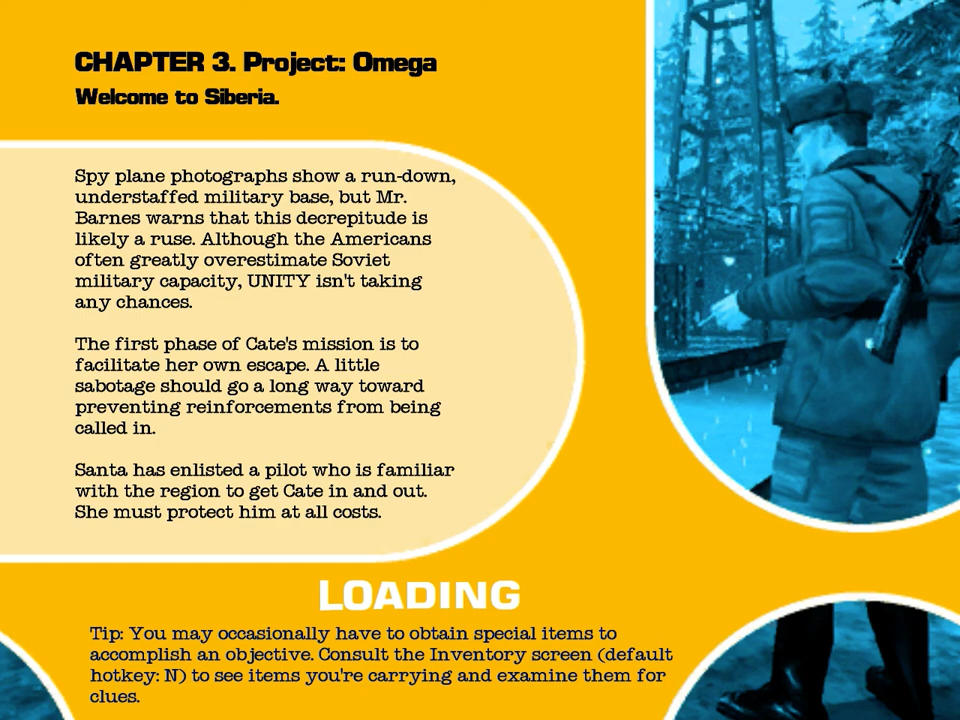 CHAPTER 3. Project: Omega
Welcome to Siberia.
Spy plane photographs show a run-down,
understaffed military base, but Mr.
Barnes warns that this decrepitude is
likely a ruse. Although the Americans
often greatly overestimate Soviet
military capacity, UNITY isn't taking
any chances.
The first phase of Cate's mission is to
facilitate her own escape. A little
sabotage should go a long way toward
preventing reinforcements from being
called in.
Santa has enlisted a pilot who is familiar
with the region to get Cate in and out.
She must protect him at all costs.
LOADING
Tip: You may occasionally have to obtain special items to
accomplish an objective. Consult the Inventory screen (default
hotkey: N) to see items you're carrying and examine them for
clues.